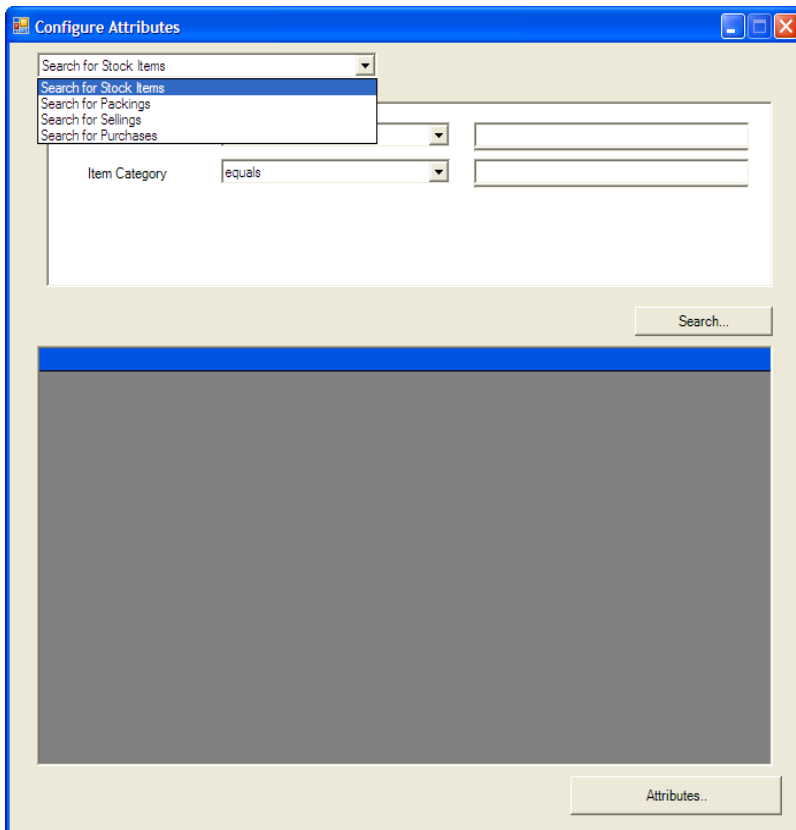 Configure Attributes
Search for Stock Items
Search for Stock Items
Search for Packings
Search for Sellings
Search for Purchases
Item Category equals
Search...
Attributes..